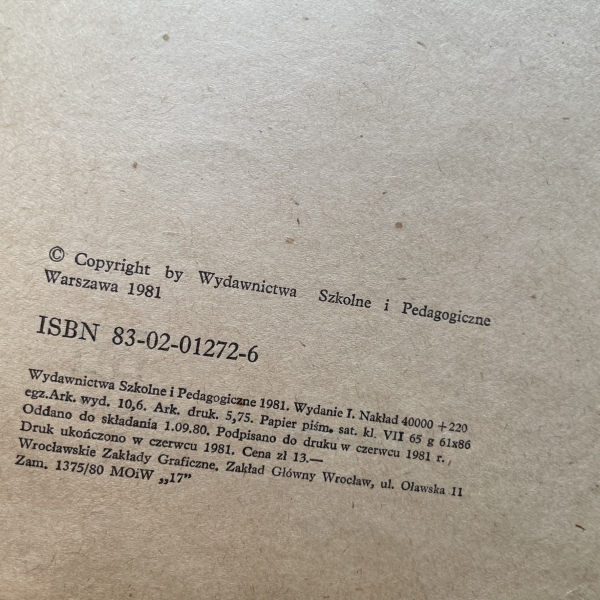 © Copyright by Wydawnictwa Szkolne i Pedagogiczne
Warszawa 1981
ISBN 83-02-01272-6
Wydawnictwa Szkolne i Pedagogiczne 1981. Wydanie I. Nakład 40000 + 220
egz.Ark. wyd. 10,6. Ark. druk. 5,75. Papier piśm. sat. kl. VII 65 g 61x86
Oddano do składania 1.09.80. Podpisano do druku w czerwcu 1981 r.
Druk ukończono w czerwcu 1981. Cena zł 13.—
Wrocławskie Zakłady Graficzne. Zakład Główny Wrocław, ul. Oławska 11
Zam. 1375/80 MOiW „17”